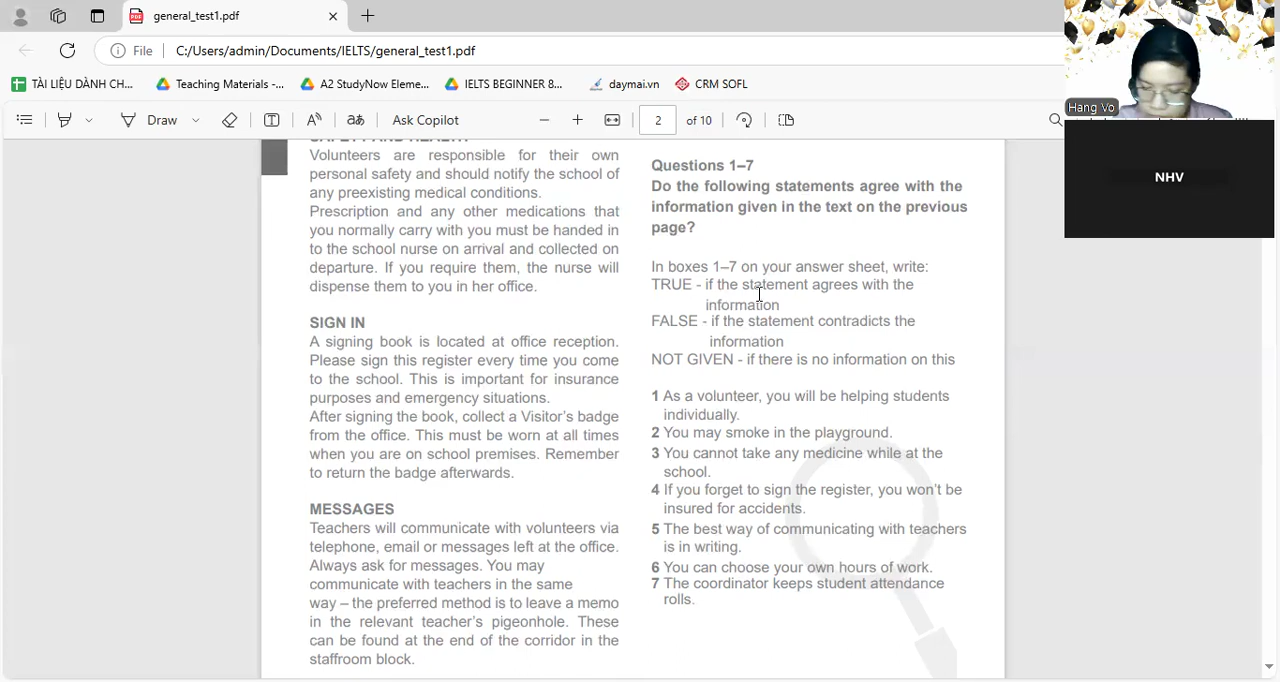 general_test1.pdf
File C:/Users/admin/Documents/IELTS/general_test1.pdf
TÀI LIỆU DÀNH CH... Teaching Materials -... A2 StudyNow Eleme... IELTS BEGINNER 8... daymai.vn CRM SOFL
Draw Ask Copilot 2 of 10
Hang Vo
NHV
SAFETY AND HEALTH
Volunteers are responsible for their own
personal safety and should notify the school of
any preexisting medical conditions.
Prescription and any other medications that
you normally carry with you must be handed in
to the school nurse on arrival and collected on
departure. If you require them, the nurse will
dispense them to you in her office.
SIGN IN
A signing book is located at office reception.
Please sign this register every time you come
to the school. This is important for insurance
purposes and emergency situations.
After signing the book, collect a Visitor's badge
from the office. This must be worn at all times
when you are on school premises. Remember
to return the badge afterwards.
MESSAGES
Teachers will communicate with volunteers via
telephone, email or messages left at the office.
Always ask for messages. You may
communicate with teachers in the same
way – the preferred method is to leave a memo
in the relevant teacher's pigeonhole. These
can be found at the end of the corridor in the
staffroom block.
Questions 1–7
Do the following statements agree with the
information given in the text on the previous
page?
In boxes 1–7 on your answer sheet, write:
TRUE - if the statement agrees with the
information
FALSE - if the statement contradicts the
information
NOT GIVEN - if there is no information on this
1 As a volunteer, you will be helping students
individually.
2 You may smoke in the playground.
3 You cannot take any medicine while at the
school.
4 If you forget to sign the register, you won't be
insured for accidents.
5 The best way of communicating with teachers
is in writing.
6 You can choose your own hours of work.
7 The coordinator keeps student attendance
rolls.